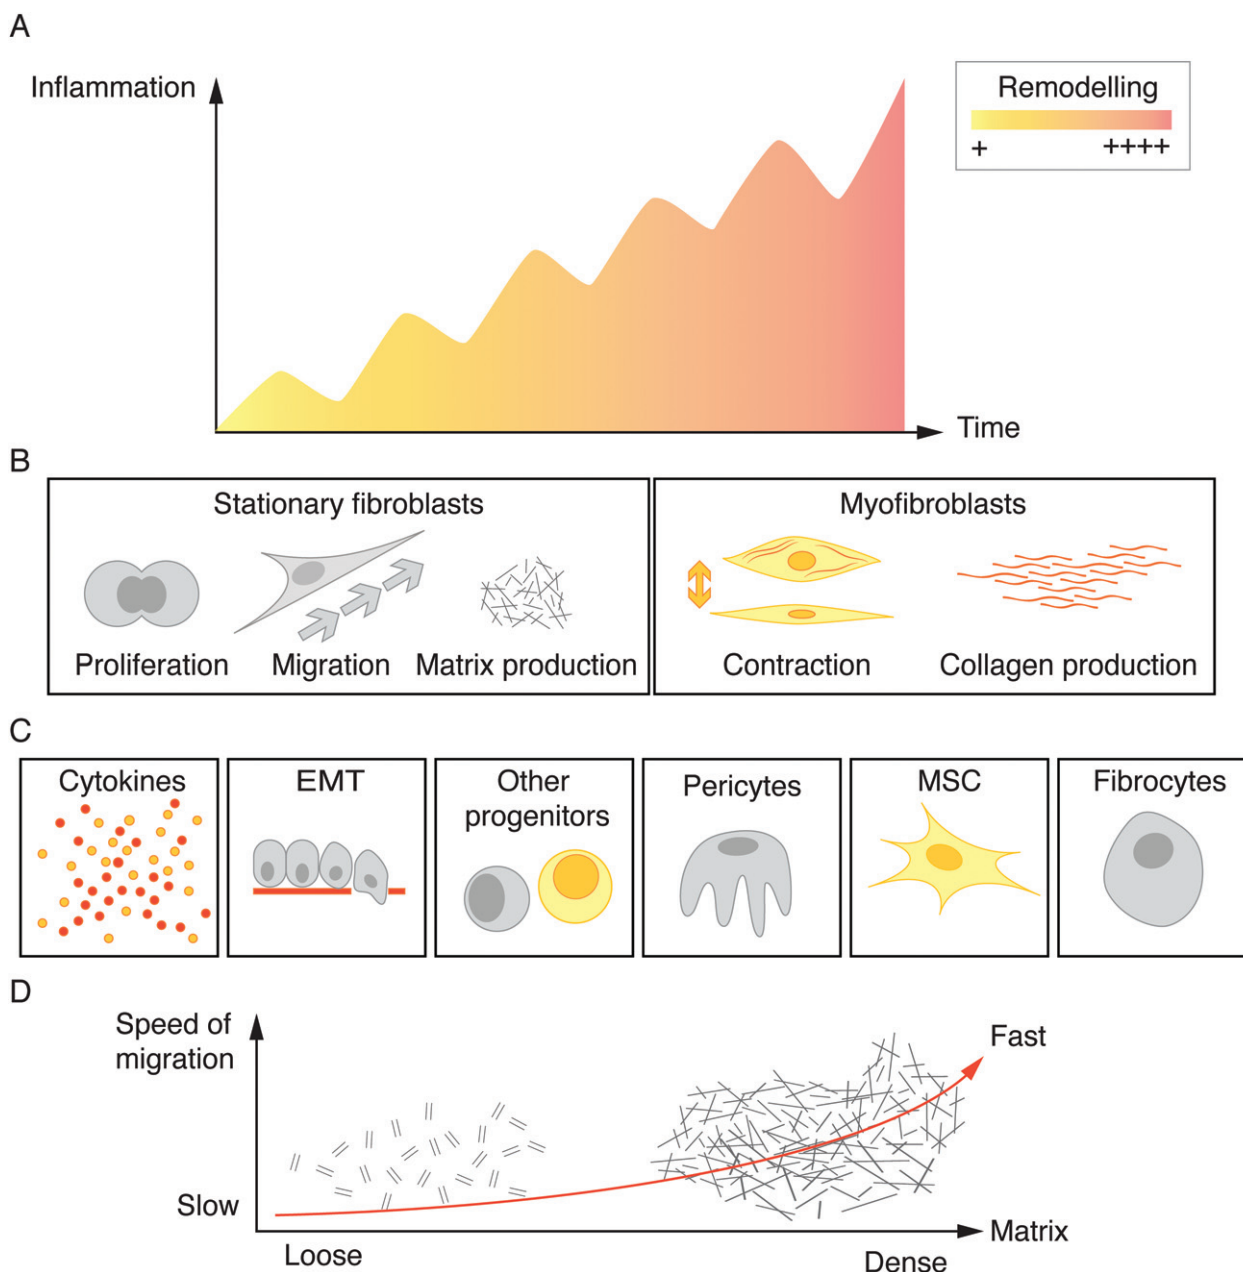 A
Inflammation
Remodelling
+ ++++
Time
B
Stationary fibroblasts
Myofibroblasts
Proliferation
Migration
Matrix production
Contraction
Collagen production
C
Cytokines
EMT
Other
progenitors
Pericytes
MSC
Fibrocytes
D
Speed of
migration
Fast
Slow
Matrix
Loose
Dense